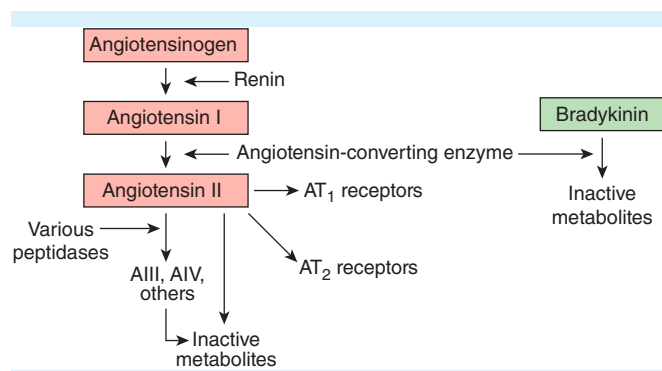 Angiotensinogen
Renin
Angiotensin I
Bradykinin
Angiotensin-converting enzyme
Angiotensin II
AT₁ receptors
Inactive
metabolites
Various
peptidases
AT₂ receptors
AIII, AIV,
others
Inactive
metabolites